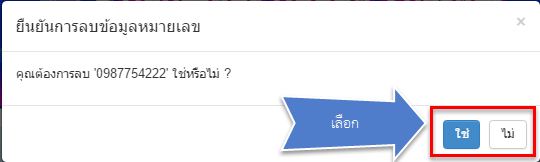 ยืนยันการลบข้อมูลหมายเลข ×
คุณต้องการลบ '0987754222' ใช่หรือไม่ ?
เลือก
ใช่ ไม่